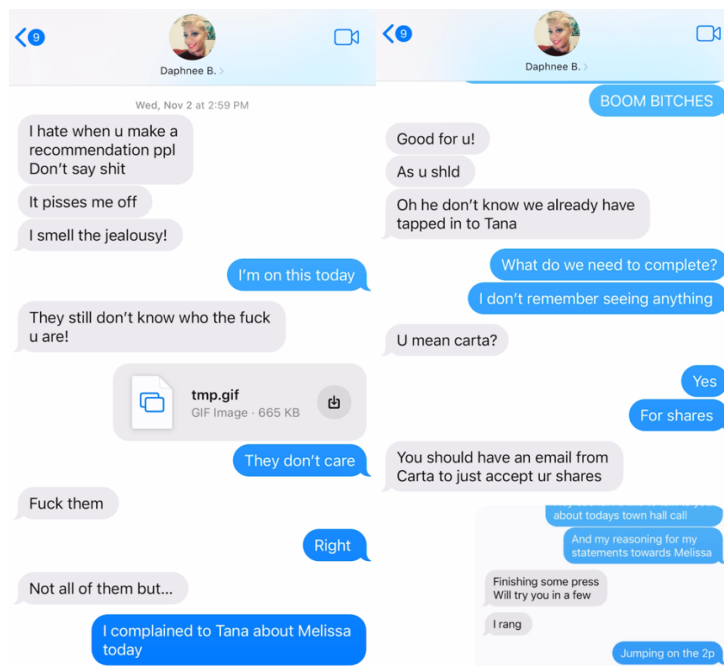 9
Daphnee B.
Wed, Nov 2 at 2:59 PM
I hate when u make a
recommendation ppl
Don't say shit
It pisses me off
I smell the jealousy!
I'm on this today
They still don't know who the fuck
u are!
tmp.gif
GIF Image · 665 KB
They don't care
Fuck them
Right
Not all of them but...
I complained to Tana about Melissa
today
9
Daphnee B.
BOOM BITCHES
Good for u!
As u shld
Oh he don't know we already have
tapped in to Tana
What do we need to complete?
I don't remember seeing anything
U mean carta?
Yes
For shares
You should have an email from
Carta to just accept ur shares
about todays town hall call
And my reasoning for my
statements towards Melissa
Finishing some press
Will try you in a few
I rang
Jumping on the 2p